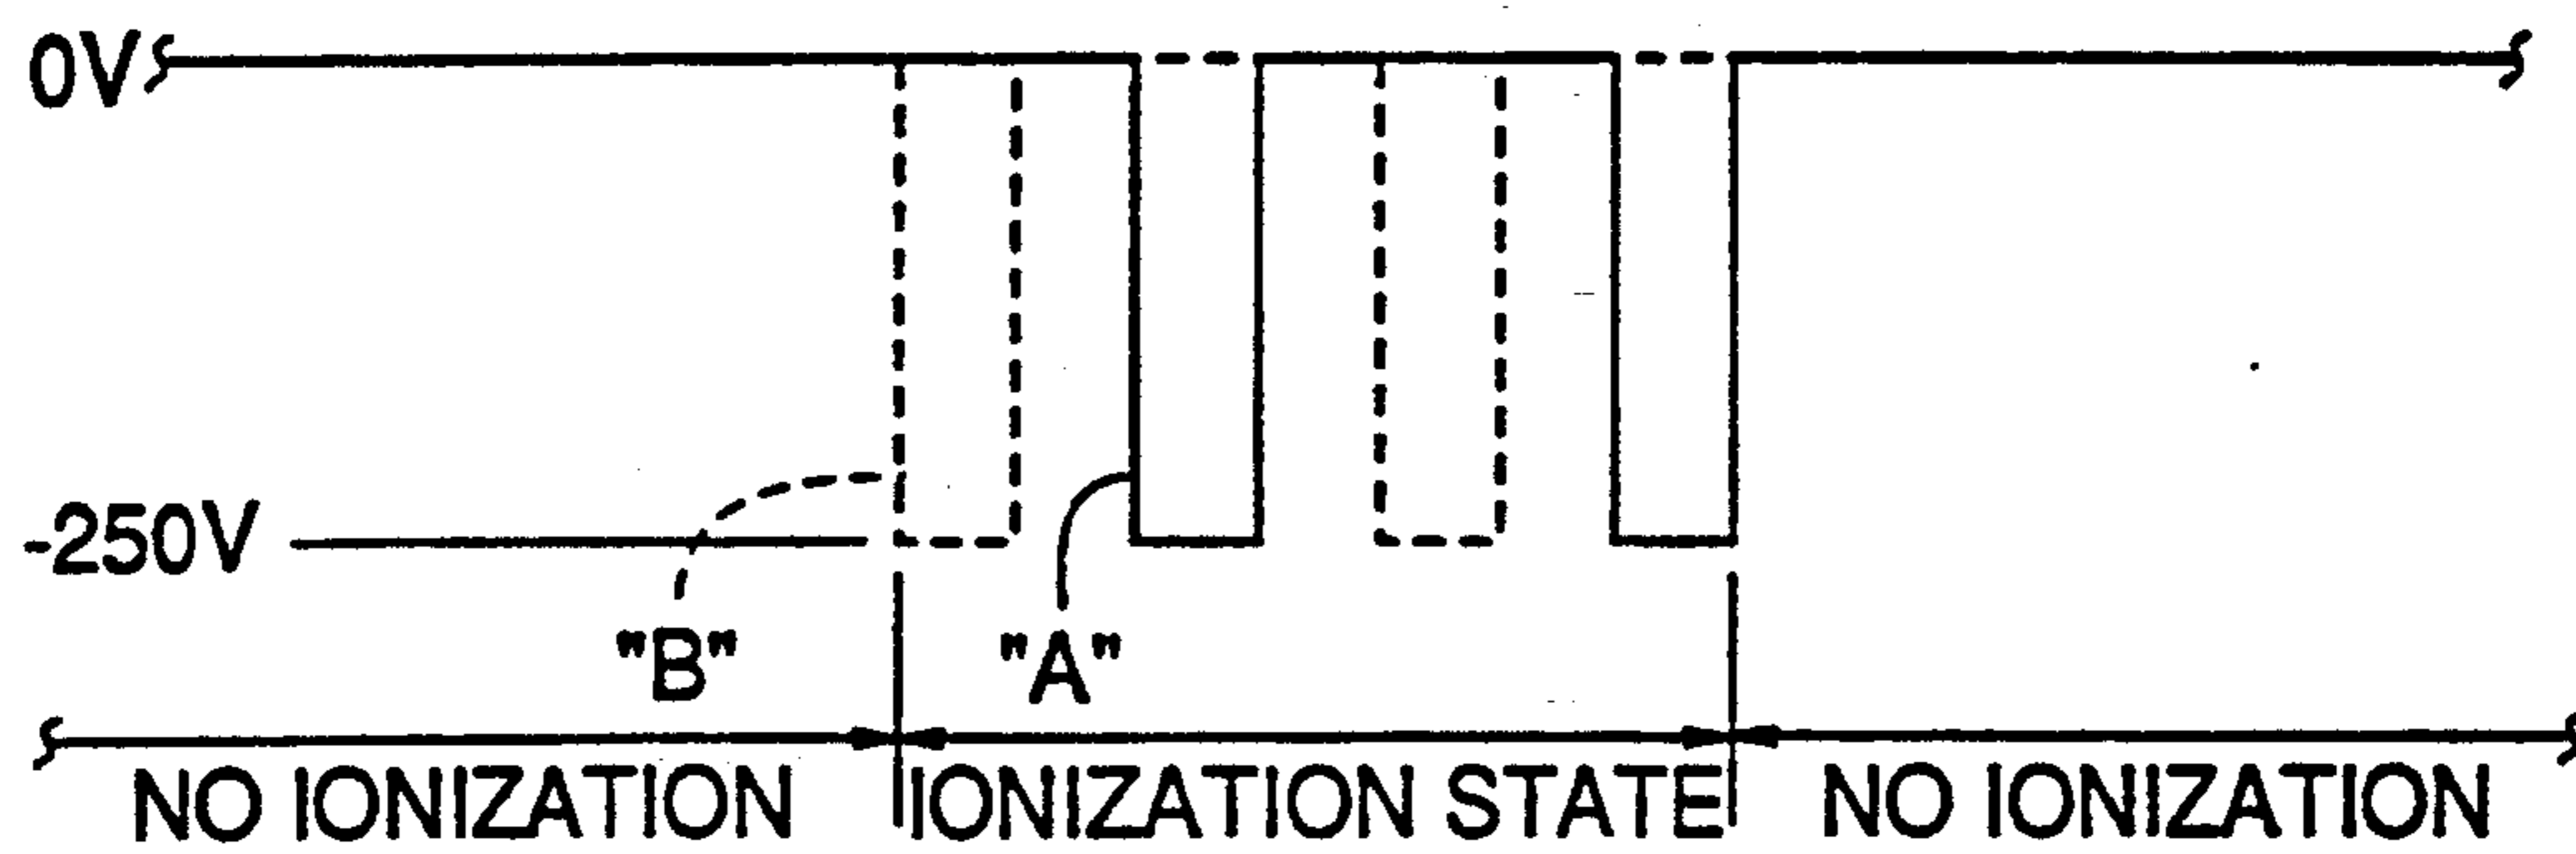 0V
-250V
"B" "A"
NO IONIZATION IONIZATION STATE NO IONIZATION